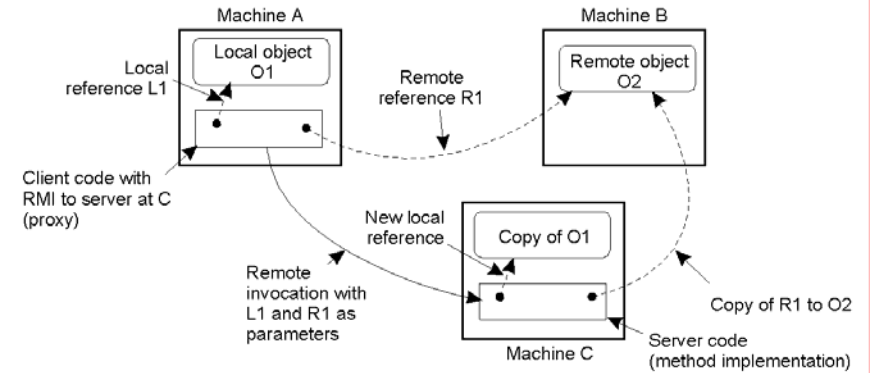 Machine A
Machine B
Local object
O1
Remote object
O2
Local
reference L1
Remote
reference R1
Client code with
RMI to server at C
(proxy)
New local
reference
Copy of O1
Remote
invocation with
L1 and R1 as
parameters
Copy of R1 to O2
Server code
(method implementation)
Machine C